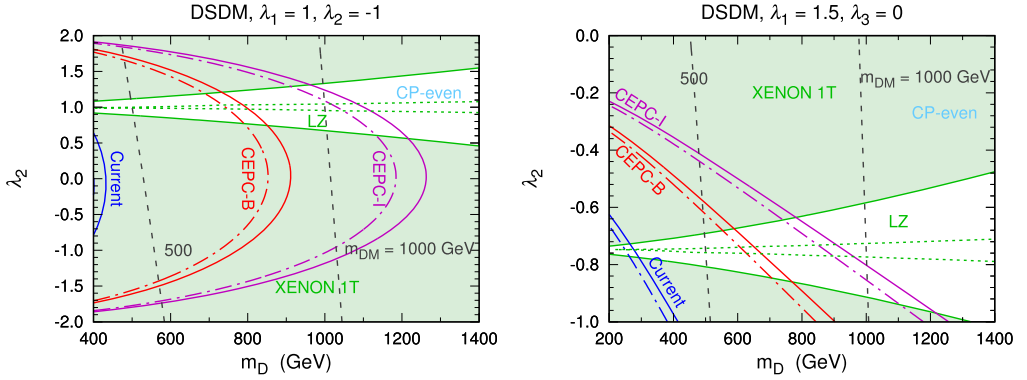 DSDM, λ1 = 1, λ2 = -1
2.0
1.5
1.0
0.5
0.0
-0.5
-1.0
-1.5
-2.0
λ2
400
600
800
1000
1200
1400
mD (GeV)
CP-even
LZ
Current
CEPC-B
CEPC-I
500
mDM = 1000 GeV
XENON 1T
DSDM, λ1 = 1.5, λ3 = 0
0.0
-0.2
-0.4
-0.6
-0.8
-1.0
λ2
200
400
600
800
1000
1200
1400
mD (GeV)
500
mDM = 1000 GeV
XENON 1T
CP-even
CEPC-I
CEPC-B
LZ
Current